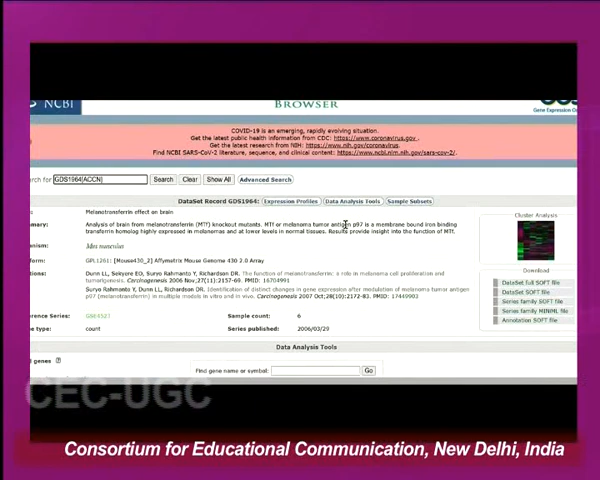 NCBI
BROWSER
Gene Expression
COVID-19 is an emerging, rapidly evolving situation.
Get the latest public health information from CDC: https://www.coronavirus.gov .
Get the latest research from NIH: https://www.nih.gov/coronavirus.
Find NCBI SARS-CoV-2 literature, sequence, and clinical content: https://www.ncbi.nlm.nih.gov/sars-cov-2/.
rch for GDS1964[ACCN] Search Clear Show All Advanced Search
DataSet Record GDS1964: Expression Profiles Data Analysis Tools Sample Subsets
Melanotransferrin effect on brain
mmary: Analysis of brain from melanotransferrin (MTf) knockout mutants. MTf or melanoma tumor antigen p97 is a membrane bound iron binding
transferrin homolog highly expressed in melanomas and at lower levels in normal tissues. Results provide insight into the function of MTf.
anism: Mus musculus
GPL1261: [Mouse430_2] Affymetrix Mouse Genome 430 2.0 Array
tions: Dunn LL, Sekyere EO, Suryo Rahmanto Y, Richardson DR. The function of melanotransferrin: a role in melanoma cell proliferation and
tumorigenesis. Carcinogenesis 2006 Nov;27(11):2157-69. PMID: 16704991
Suryo Rahmanto Y, Dunn LL, Richardson DR. Identification of distinct changes in gene expression after modulation of melanoma tumor antigen
p97 (melanotransferrin) in multiple models in vitro and in vivo. Carcinogenesis 2007 Oct;28(10):2172-83. PMID: 17449903
erence Series: Sample count: 6
e type: count Series published: 2006/03/29
Cluster Analysis
Download
DataSet full SOFT file
DataSet SOFT file
Series family SOFT file
Series family MINiML file
Annotation SOFT file
Data Analysis Tools
genes
Find gene name or symbol: Go
CEC-UGC
Consortium for Educational Communication, New Delhi, India